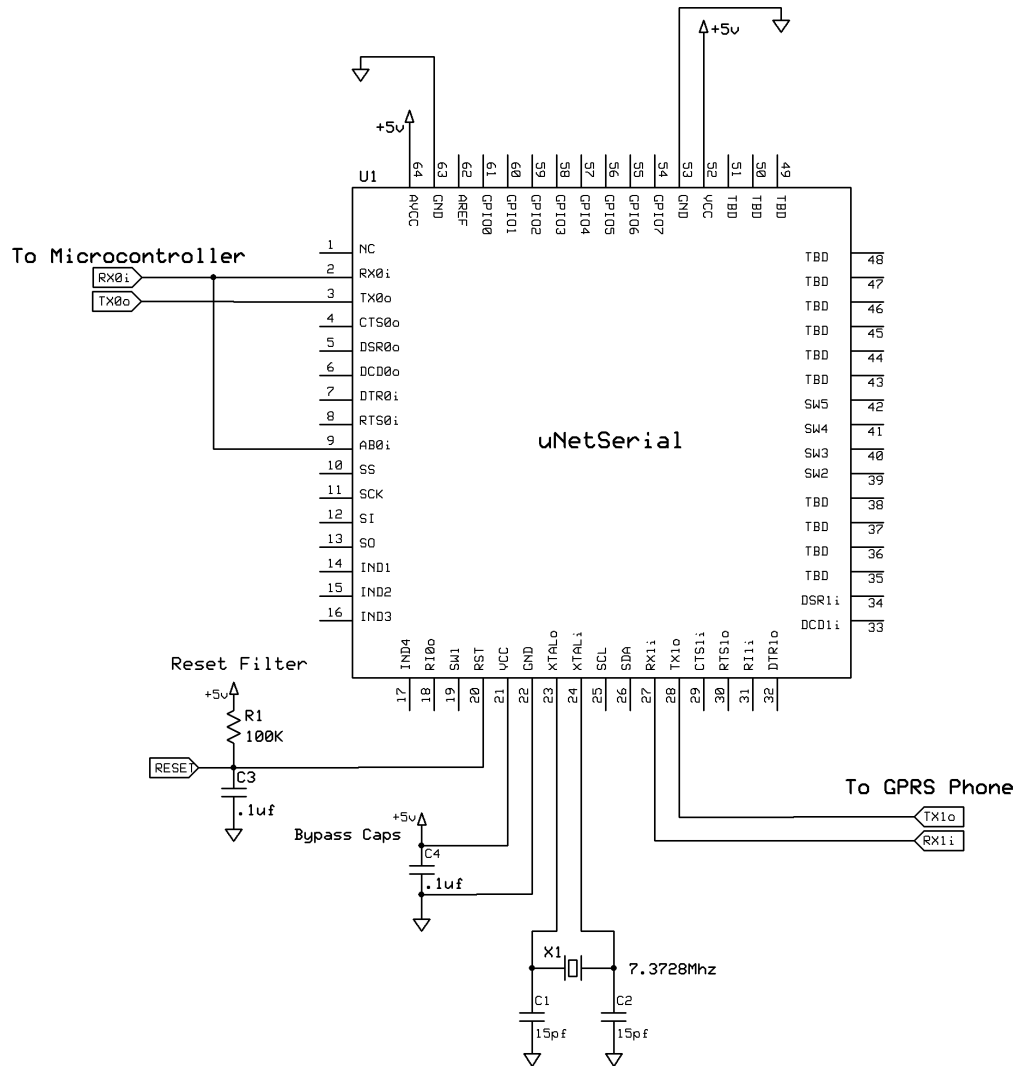 +5v
+5v
64 63 62 61 60 59 58 57 56 55 54 53 52 51 50 49
U1
AVCC GND AREF GPIO0 GPIO1 GPIO2 GPIO3 GPIO4 GPIO5 GPIO6 GPIO7 GND VCC TBD TBD TBD
To Microcontroller
1 NC
TBD 48
RX0i 2 RX0i
TBD 47
TX0o 3 TX0o
TBD 46
4 CTS0o
TBD 45
5 DSR0o
TBD 44
6 DCD0o
TBD 43
7 DTR0i
SW5 42
8 RTS0i
SW4 41
9 AB0i
uNetSerial
SW3 40
10 SS
SW2 39
11 SCK
TBD 38
12 SI
TBD 37
13 SO
TBD 36
14 IND1
TBD 35
15 IND2
DSR1i 34
16 IND3
DCD1i 33
IND4 RI0o SW1 RST VCC GND XTALo XTALi SCL SDA RX1i TX1o CTS1i RTS1o RI1i DTR1o
17 18 19 20 21 22 23 24 25 26 27 28 29 30 31 32
Reset Filter
+5v
R1
100K
RESET
C3
.1uf
To GPRS Phone
TX1o
RX1i
+5v
Bypass Caps
C4
.1uf
X1
7.3728Mhz
C1
15pf
C2
15pf